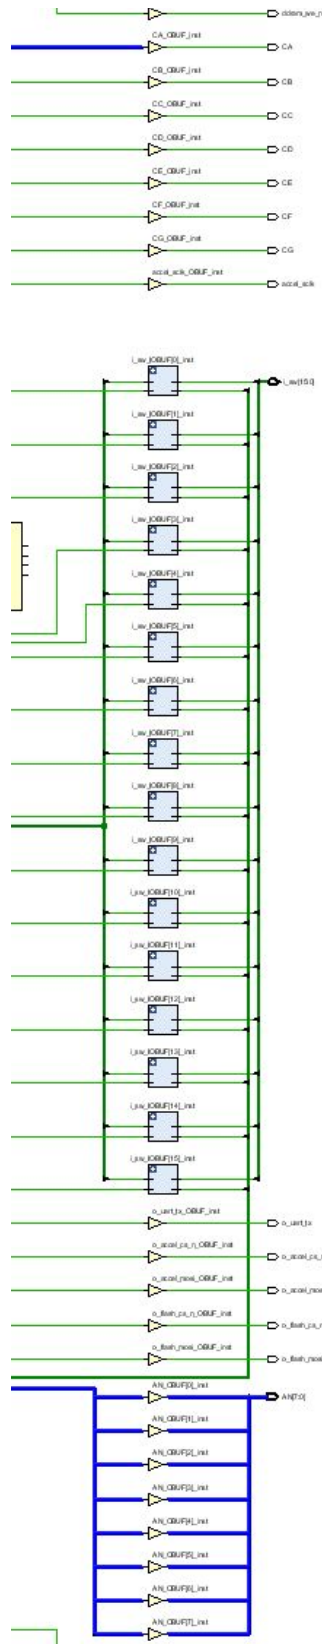 CA_OBUF_inst
CA
CB_OBUF_inst
CB
CC_OBUF_inst
CC
CD_OBUF_inst
CD
CE_OBUF_inst
CE
CF_OBUF_inst
CF
CG_OBUF_inst
CG
accel_sclk_OBUF_inst
accel_sclk
i_sw_IOBUF[0]_inst
i_sw[15:0]
i_sw_IOBUF[1]_inst
i_sw_IOBUF[2]_inst
i_sw_IOBUF[3]_inst
i_sw_IOBUF[4]_inst
i_sw_IOBUF[5]_inst
i_sw_IOBUF[6]_inst
i_sw_IOBUF[7]_inst
i_sw_IOBUF[8]_inst
i_sw_IOBUF[9]_inst
i_sw_IOBUF[10]_inst
i_sw_IOBUF[11]_inst
i_sw_IOBUF[12]_inst
i_sw_IOBUF[13]_inst
i_sw_IOBUF[14]_inst
i_sw_IOBUF[15]_inst
o_uart_tx_OBUF_inst
o_uart_tx
o_accel_cs_n_OBUF_inst
o_accel_cs_
o_accel_mosi_OBUF_inst
o_accel_mos
o_flash_cs_n_OBUF_inst
o_flash_cs_n
o_flash_mosi_OBUF_inst
o_flash_mosi
AN_OBUF[0]_inst
AN[7:0]
AN_OBUF[1]_inst
AN_OBUF[2]_inst
AN_OBUF[3]_inst
AN_OBUF[4]_inst
AN_OBUF[5]_inst
AN_OBUF[6]_inst
AN_OBUF[7]_inst